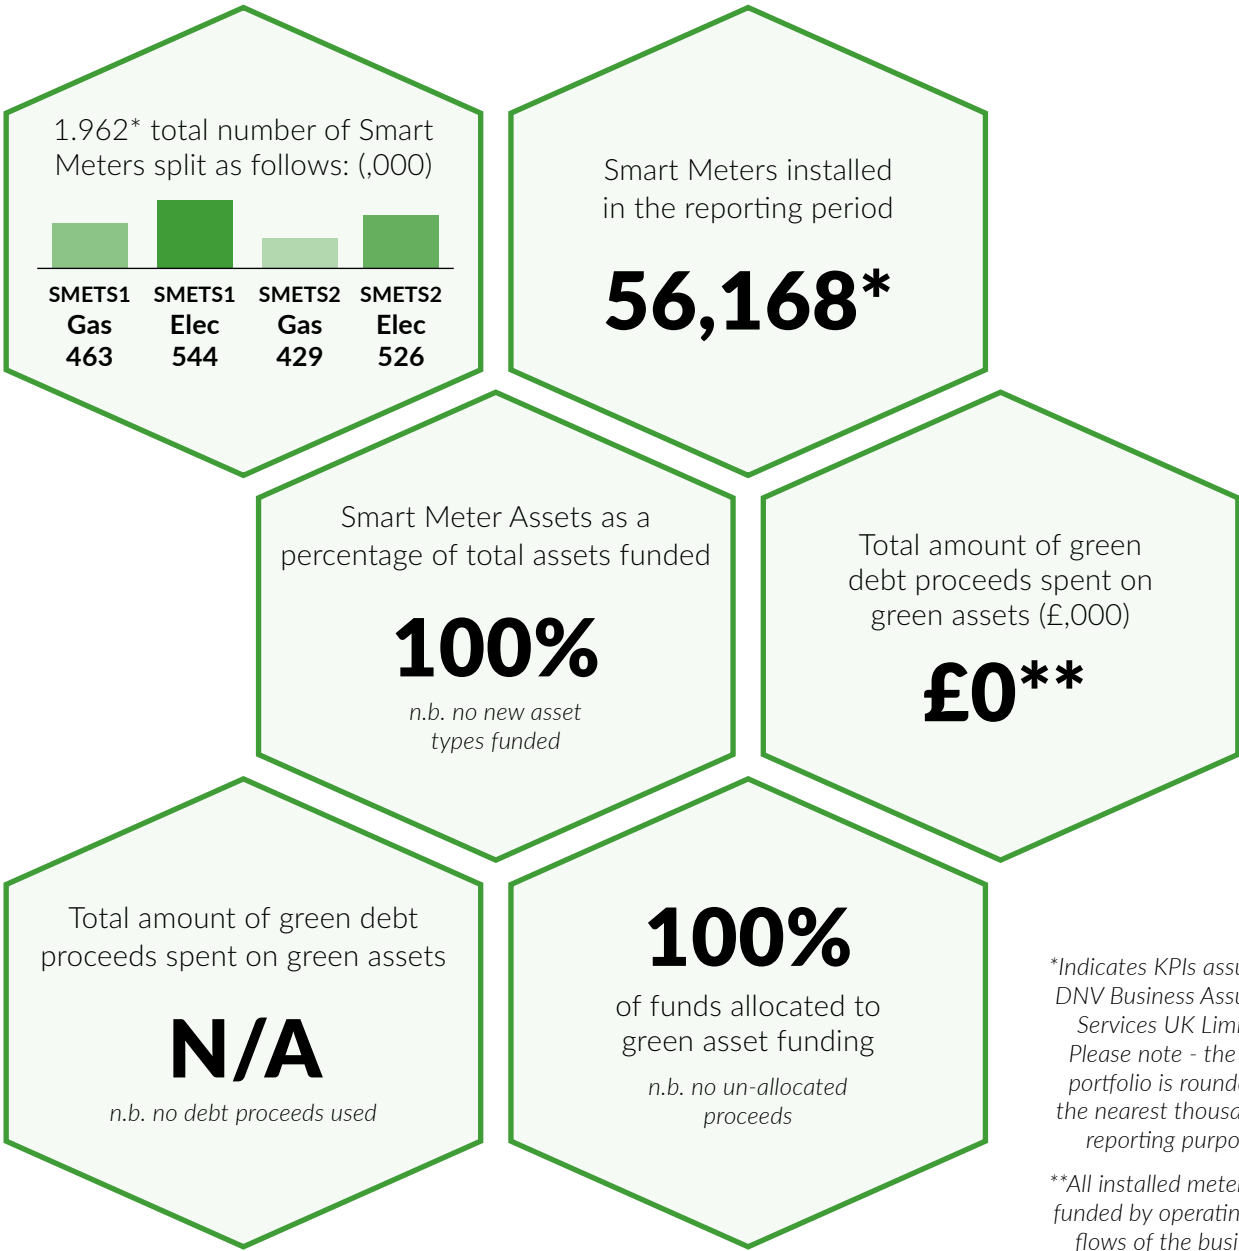 1.962* total number of Smart
Meters split as follows: (,000)
SMETS1 SMETS1 SMETS2 SMETS2
Gas Elec Gas Elec
463 544 429 526
Smart Meters installed
in the reporting period
56,168*
Smart Meter Assets as a
percentage of total assets funded
100%
n.b. no new asset
types funded
Total amount of green
debt proceeds spent on
green assets (£,000)
£0**
Total amount of green debt
proceeds spent on green assets
N/A
n.b. no debt proceeds used
100%
of funds allocated to
green asset funding
n.b. no un-allocated
proceeds
*Indicates KPIs
DNV Business
Services UK
Please note - the
portfolio is
the nearest
reporting
**All installed
funded by
flows of the